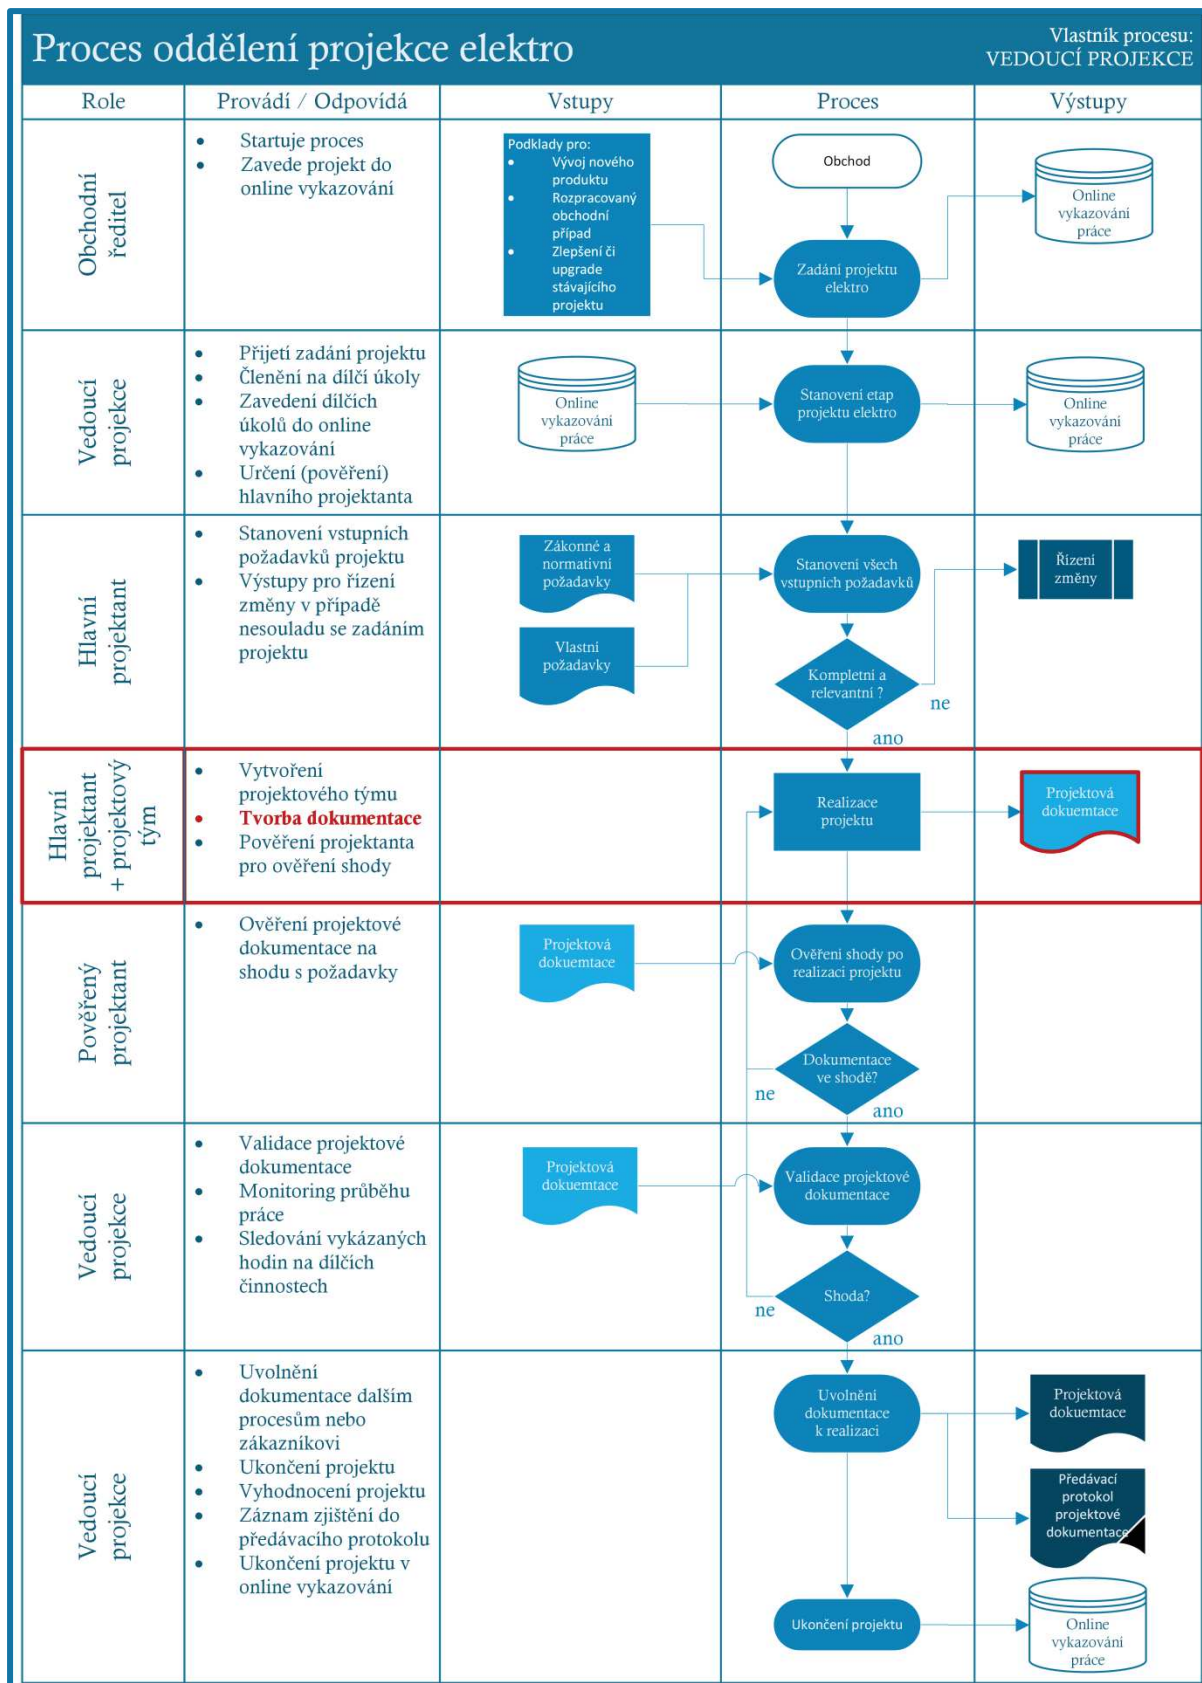 Proces oddělení projekce elektro
Vlastník procesu:
VEDOUCÍ PROJEKCE
Role
Provádí / Odpovídá
Vstupy
Proces
Výstupy
Obchodní
ředitel
• Startuje proces
• Zavede projekt do
online vykazování
Podklady pro:
• Vývoj nového
produktu
• Rozpracovaný
obchodní
případ
• Zlepšení či
upgrade
stávajícího
projektu
Obchod
Zadání projektu
elektro
Online
vykazování
práce
Vedoucí
projekce
• Přijetí zadání projektu
• Členění na dílčí úkoly
• Zavedení dílčích
úkolů do online
vykazování
• Určení (pověření)
hlavního projektanta
Online
vykazování
práce
Stanovení etap
projektu elektro
Online
vykazování
práce
Hlavní
projektant
• Stanovení vstupních
požadavků projektu
• Výstupy pro řízení
změny v případě
nesouladu se zadáním
projektu
Zákonné a
normativní
požadavky
Vlastní
požadavky
Stanovení všech
vstupních požadavků
Kompletní a
relevantní ?
ne
ano
Řízení
změny
Hlavní
projektant
+ projektový
tým
• Vytvoření
projektového týmu
• Tvorba dokumentace
• Pověření projektanta
pro ověření shody
Realizace
projektu
Projektová
dokuemtace
Pověřený
projektant
• Ověření projektové
dokumentace na
shodu s požadavky
Projektová
dokuemtace
Ověření shody po
realizaci projektu
Dokumentace
ve shodě?
ne
ano
Vedoucí
projekce
• Validace projektové
dokumentace
• Monitoring průběhu
práce
• Sledování vykázaných
hodin na dílčích
činnostech
Projektová
dokuemtace
Validace projektové
dokumentace
Shoda?
ne
ano
Vedoucí
projekce
• Uvolnění
dokumentace dalším
procesům nebo
zákazníkovi
• Ukončení projektu
• Vyhodnocení projektu
• Záznam zjištění do
předávacího protokolu
• Ukončení projektu v
online vykazování
Uvolnění
dokumentace
k realizaci
Projektová
dokuemtace
Předávací
protokol
projektové
dokumentace
Ukončení projektu
Online
vykazování
práce